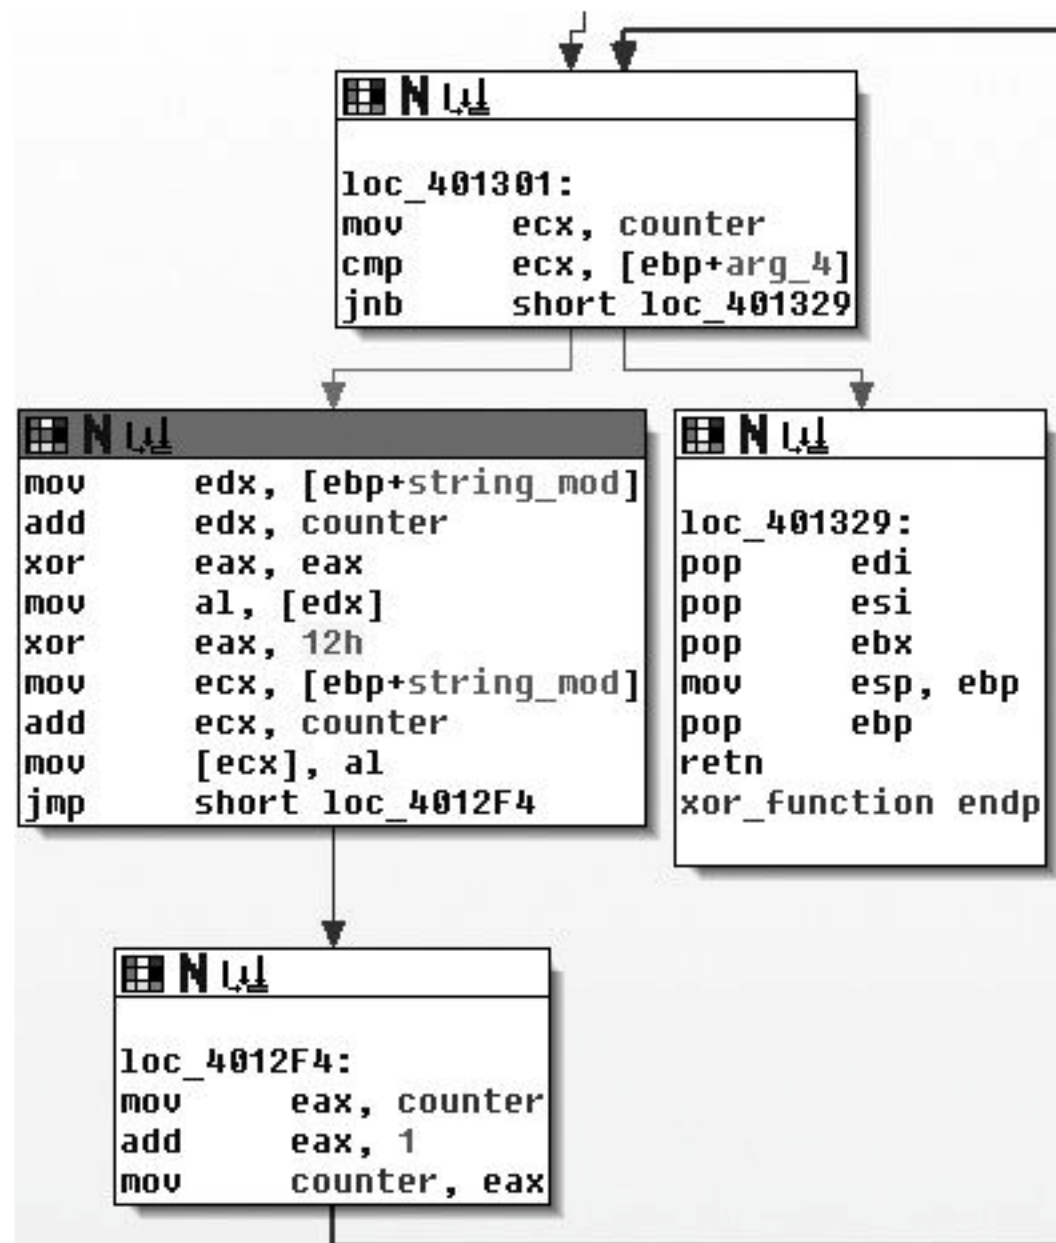 loc_401301:
mov ecx, counter
cmp ecx, [ebp+arg_4]
jnb short loc_401329
mov edx, [ebp+string_mod]
add edx, counter
xor eax, eax
mov al, [edx]
xor eax, 12h
mov ecx, [ebp+string_mod]
add ecx, counter
mov [ecx], al
jmp short loc_4012F4
loc_401329:
pop edi
pop esi
pop ebx
mov esp, ebp
pop ebp
retn
xor_function endp
loc_4012F4:
mov eax, counter
add eax, 1
mov counter, eax